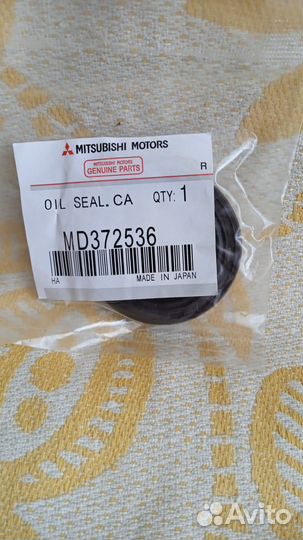 MITSUBISHI MOTORS
MITSUBISHI MOTORS
GENUINE PARTS
R
OIL SEAL.CA QTY: 1
MD372536
HA MADE IN JAPAN
Avito